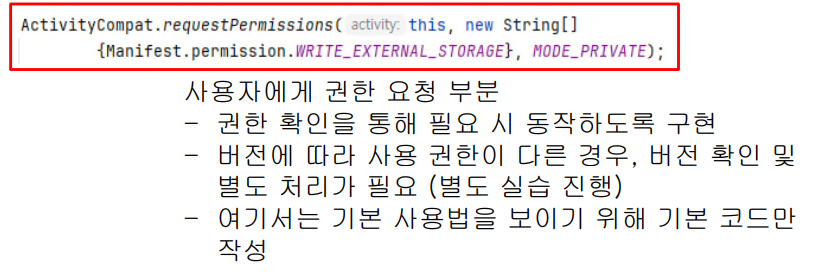 ActivityCompat.requestPermissions( activity: this, new String[]
{Manifest.permission.WRITE_EXTERNAL_STORAGE}, MODE_PRIVATE);
사용자에게 권한 요청 부분
- 권한 확인을 통해 필요 시 동작하도록 구현
- 버전에 따라 사용 권한이 다른 경우, 버전 확인 및
별도 처리가 필요 (별도 실습 진행)
- 여기서는 기본 사용법을 보이기 위해 기본 코드만
작성